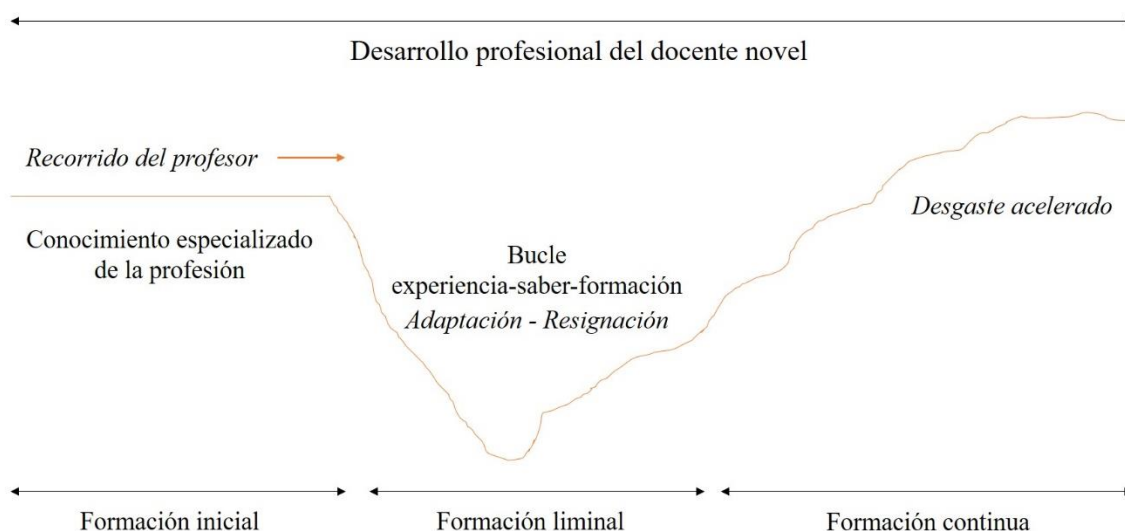 Desarrollo profesional del docente novel
Recorrido del profesor
Conocimiento especializado
de la profesión
Bucle
experiencia-saber-formación
Adaptación - Resignación
Desgaste acelerado
Formación inicial
Formación liminal
Formación continua